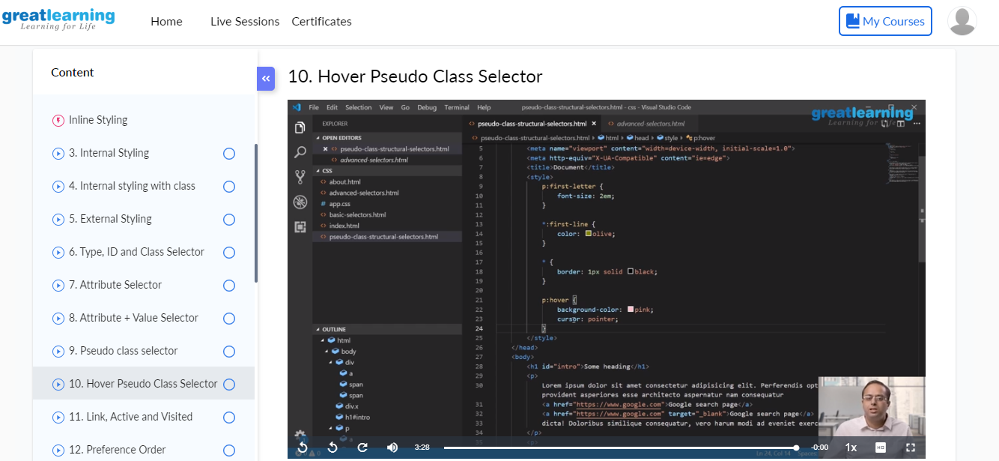 greatlearning
Learning for Life
Home
Live Sessions
Certificates
My Courses
Content
Inline Styling
3. Internal Styling
4. Internal styling with class
5. External Styling
6. Type, ID and Class Selector
7. Attribute Selector
8. Attribute + Value Selector
9. Pseudo class selector
10. Hover Pseudo Class Selector
11. Link, Active and Visited
12. Preference Order
«
10. Hover Pseudo Class Selector
File Edit Selection View Go Debug Terminal Help
pseudo-class-structural-selectors.html - css - Visual Studio Code
greatlearning
Learning for Life
EXPLORER
OPEN EDITORS
pseudo-class-structural-selectors.html
advanced-selectors.html
CSS
about.html
advanced-selectors.html
# app.css
basic-selectors.html
index.html
pseudo-class-structural-selectors.html
OUTLINE
html
body
div
a
span
span
div.x
h1#intro
p
a
pseudo-class-structural-selectors.html × advanced-selectors.html
pseudo-class-structural-selectors.html › html › head › style › p:hover
5 <meta name="viewport" content="width=device-width, initial-scale=1.0">
6 <meta http-equiv="X-UA-Compatible" content="ie=edge">
7 <title>Document</title>
8 <style>
9 p:first-letter {
10 font-size: 2em;
11 }
12
13 *:first-line {
14 color: olive;
15 }
16
17 * {
18 border: 1px solid black;
19 }
20
21 p:hover {
22 background-color: pink;
23 cursor: pointer;
24 }
25 </style>
26 </head>
27 <body>
28 <h1 id="intro">Some heading</h1>
29 <p>
30 Lorem ipsum dolor sit amet consectetur adipisicing elit. Perferendis opt
provident asperiores esse architecto aspernatur nam consequatur
31 <a href="https://www.google.com">Google search page</a>
32 <a href="https://www.google.com" target="_blank">Google search page</a>
33 dicta! Doloribus similique consequatur, vero harum modi ad eveniet exerc
34 </p>
35
Ln 24, Col 14 Spaces:
3:28
-0:00
1x
HD